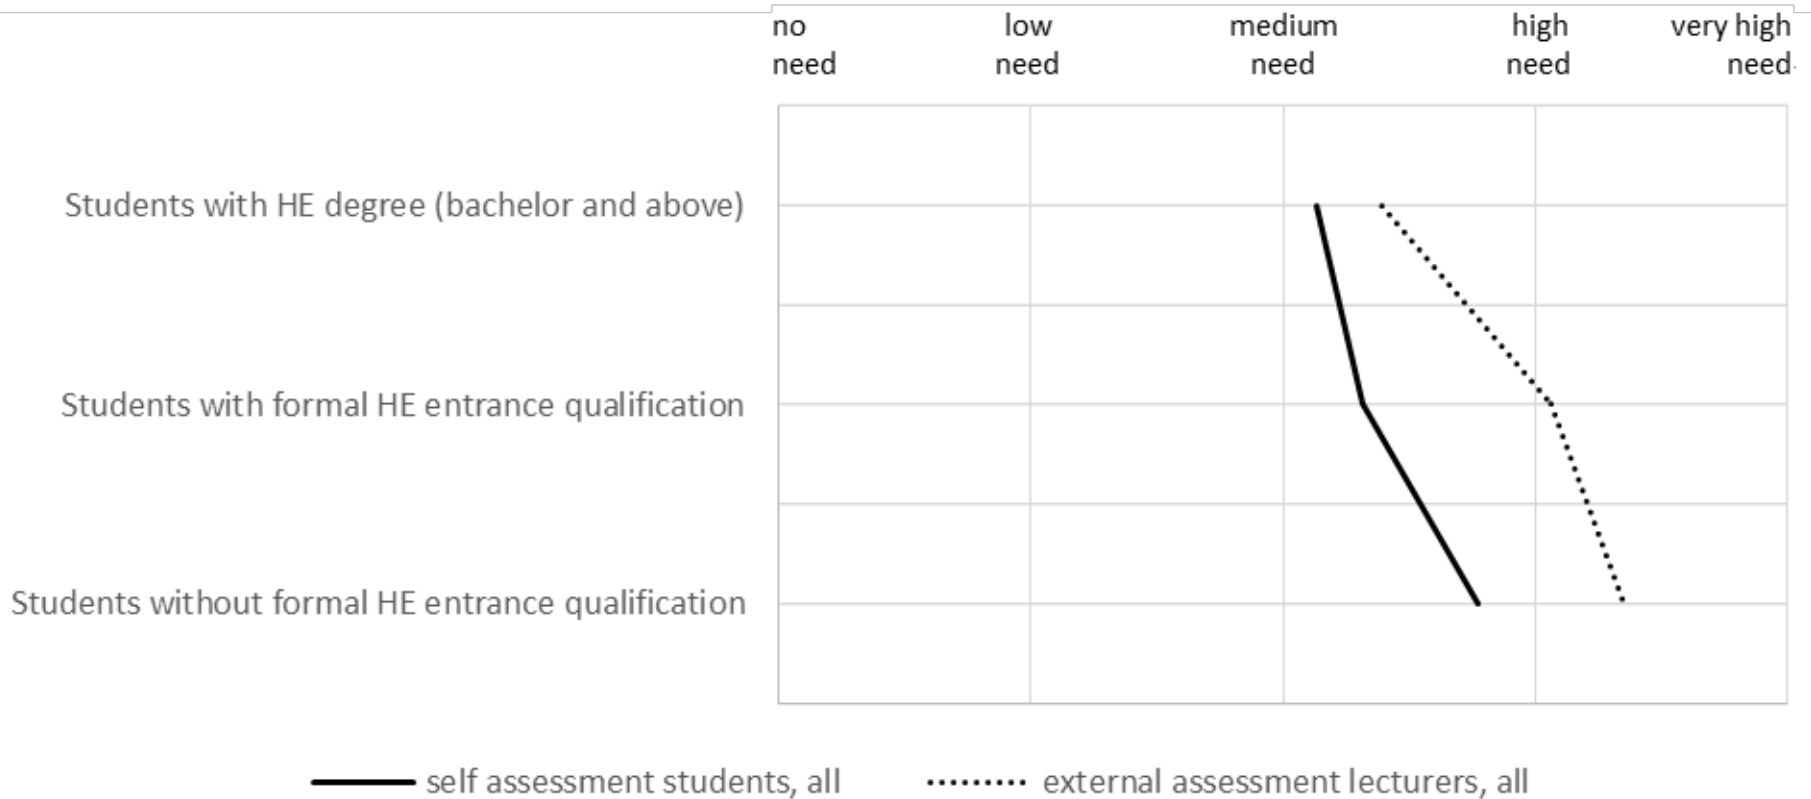 no low medium high very high
need need need need need
Students with HE degree (bachelor and above)
Students with formal HE entrance qualification
Students without formal HE entrance qualification
self assessment students, all external assessment lecturers, all